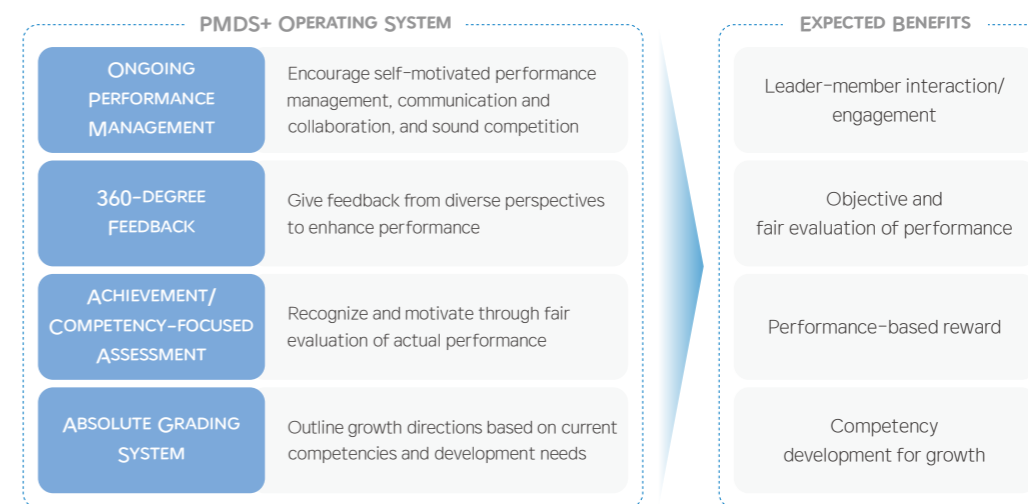 PMDS+ OPERATING SYSTEM
ONGOING
PERFORMANCE
MANAGEMENT
Encourage self-motivated performance
management, communication and
collaboration, and sound competition
360-DEGREE
FEEDBACK
Give feedback from diverse perspectives
to enhance performance
ACHIEVEMENT/
COMPETENCY-FOCUSED
ASSESSMENT
Recognize and motivate through fair
evaluation of actual performance
ABSOLUTE GRADING
SYSTEM
Outline growth directions based on current
competencies and development needs
EXPECTED BENEFITS
Leader-member interaction/
engagement
Objective and
fair evaluation of performance
Performance-based reward
Competency
development for growth